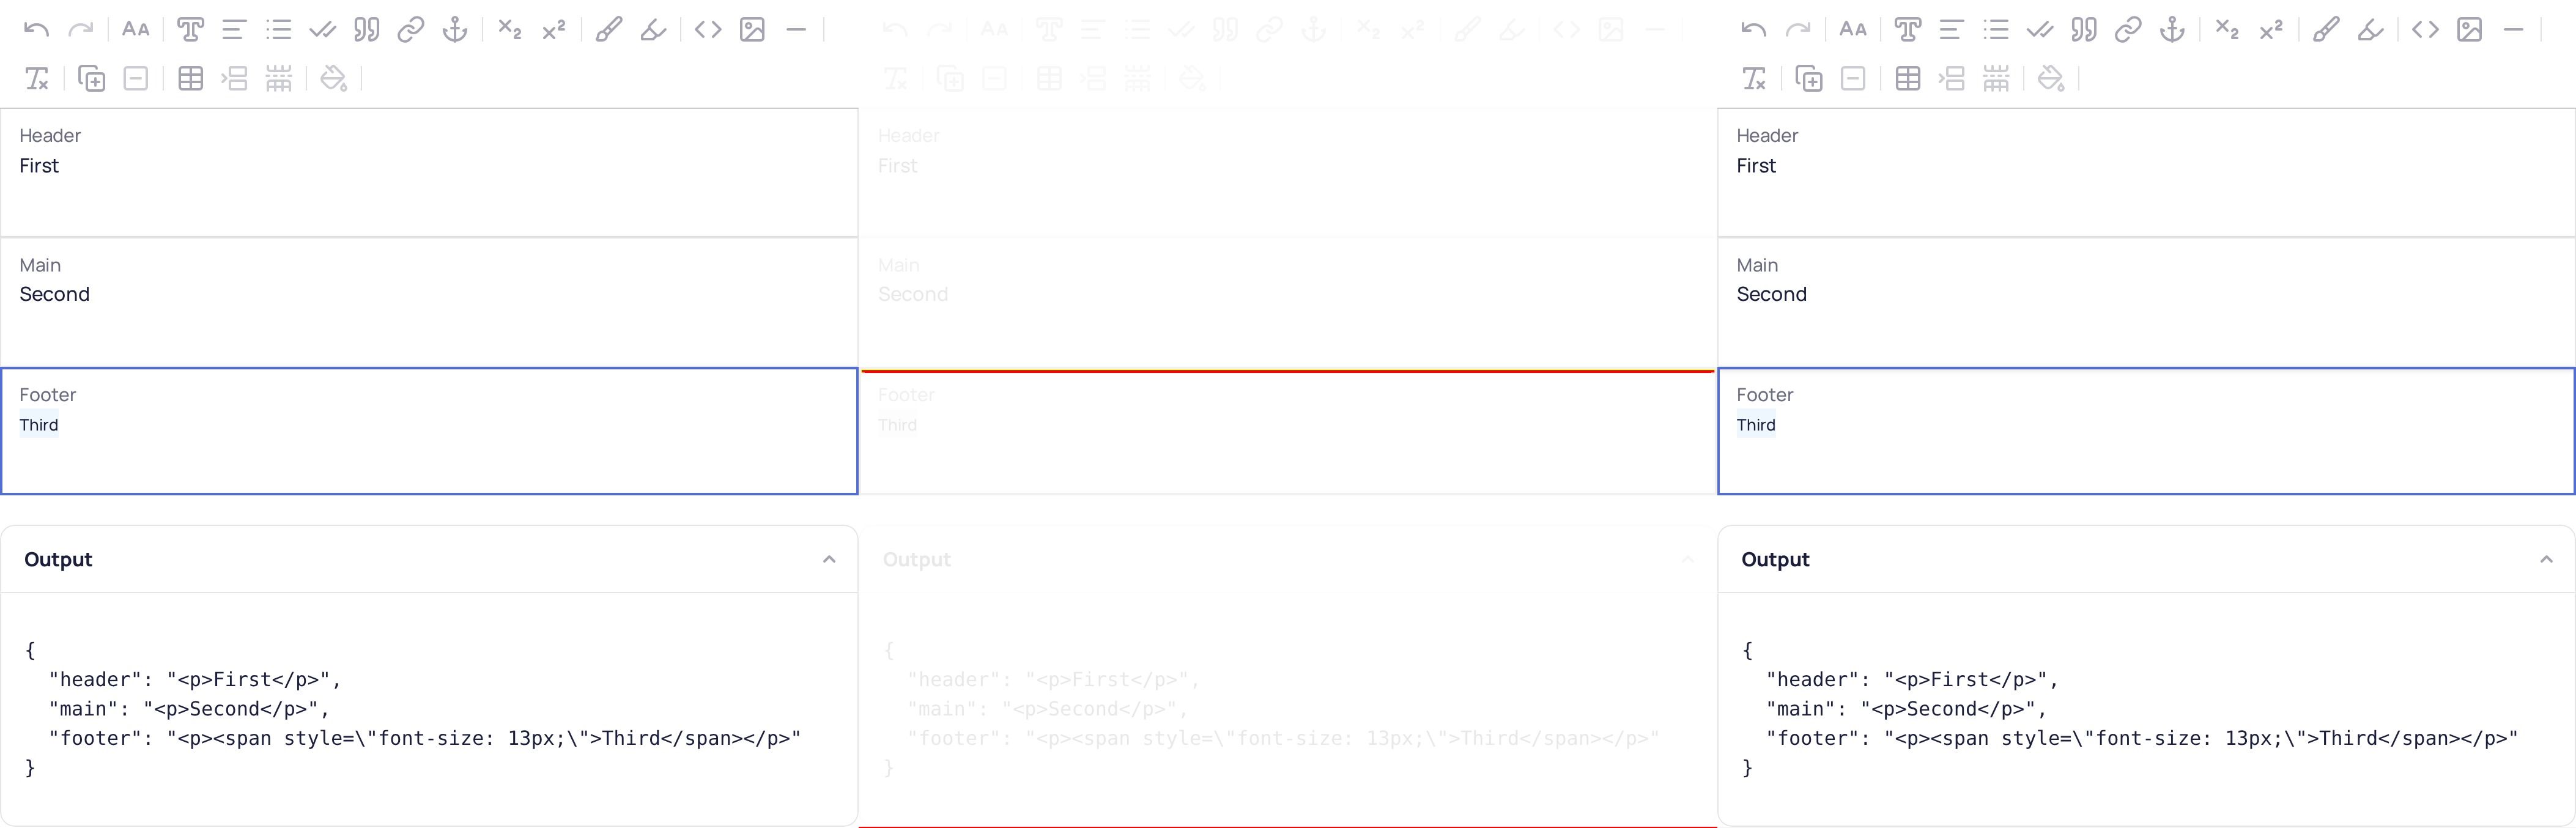 Header
First
Main
Second
Footer
Third
Output
{
"header": "<p>First</p>",
"main": "<p>Second</p>",
"footer": "<p><span style=\"font-size: 13px;\">Third</span></p>"
}
Header
First
Main
Second
Footer
Third
Output
{
"header": "<p>First</p>",
"main": "<p>Second</p>",
"footer": "<p><span style=\"font-size: 13px;\">Third</span></p>"
}
Header
First
Main
Second
Footer
Third
Output
{
"header": "<p>First</p>",
"main": "<p>Second</p>",
"footer": "<p><span style=\"font-size: 13px;\">Third</span></p>"
}